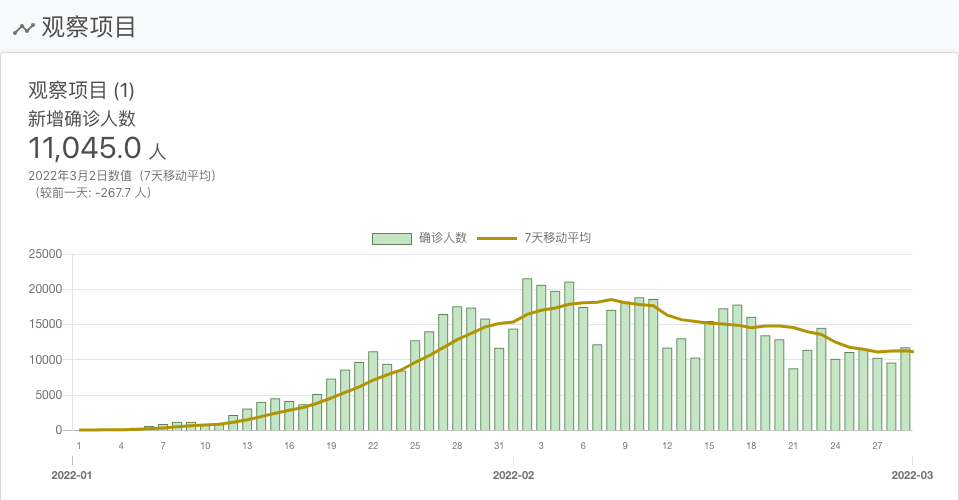 观察项目
观察项目 (1)
新增确诊人数
11,045.0 人
2022年3月2日数值（7天移动平均）
（较前一天: -267.7 人）
确诊人数 7天移动平均
25000
20000
15000
10000
5000
0
1 4 7 10 13 16 19 22 25 28 31 3 6 9 12 15 18 21 24 27
2022-01 2022-02 2022-03